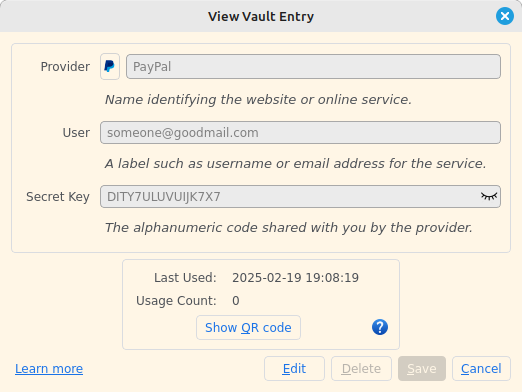 View Vault Entry
Provider PayPal
Name identifying the website or online service.
User someone@goodmail.com
A label such as username or email address for the service.
Secret Key DITY7ULUVUIJK7X7
The alphanumeric code shared with you by the provider.
Last Used: 2025-02-19 19:08:19
Usage Count: 0
Show QR code ?
Learn more Edit Delete Save Cancel